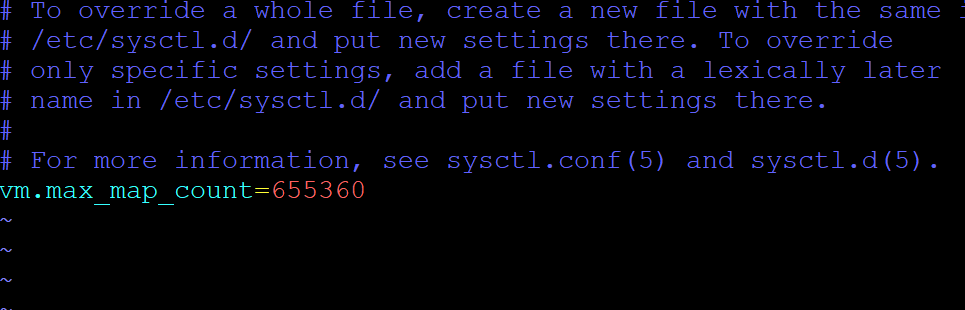 # To override a whole file, create a new file with the same
# /etc/sysctl.d/ and put new settings there. To override
# only specific settings, add a file with a lexically later
# name in /etc/sysctl.d/ and put new settings there.
#
# For more information, see sysctl.conf(5) and sysctl.d(5).
vm.max_map_count=655360
~
~
~
~